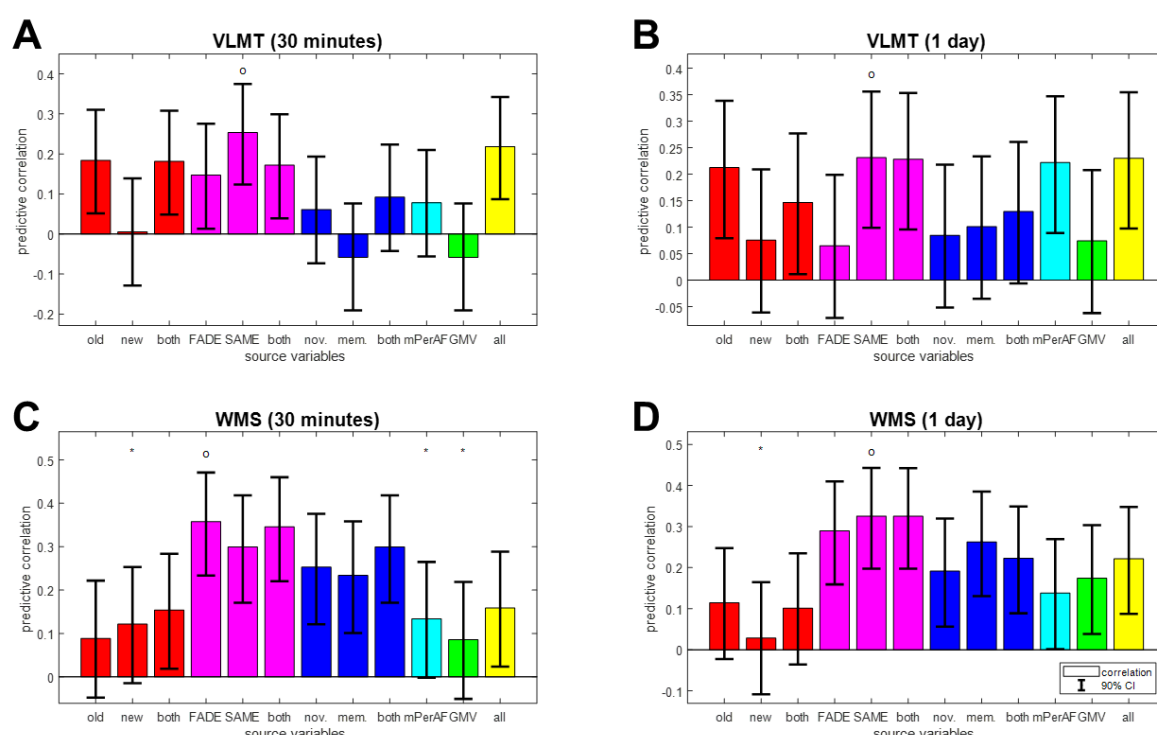 A
VLMT (30 minutes)
predictive correlation
0.4
0.3
0.2
0.1
0
-0.1
-0.2
o
old new both FADE SAME both nov. mem. both mPerAF GMV all
source variables
B
VLMT (1 day)
predictive correlation
0.4
0.35
0.3
0.25
0.2
0.15
0.1
0.05
0
-0.05
o
old new both FADE SAME both nov. mem. both mPerAF GMV all
source variables
C
WMS (30 minutes)
predictive correlation
0.5
0.4
0.3
0.2
0.1
0
* o * *
old new both FADE SAME both nov. mem. both mPerAF GMV all
source variables
D
WMS (1 day)
predictive correlation
0.5
0.4
0.3
0.2
0.1
0
-0.1
* o
correlation
90% CI
old new both FADE SAME both nov. mem. both mPerAF GMV all
source variables